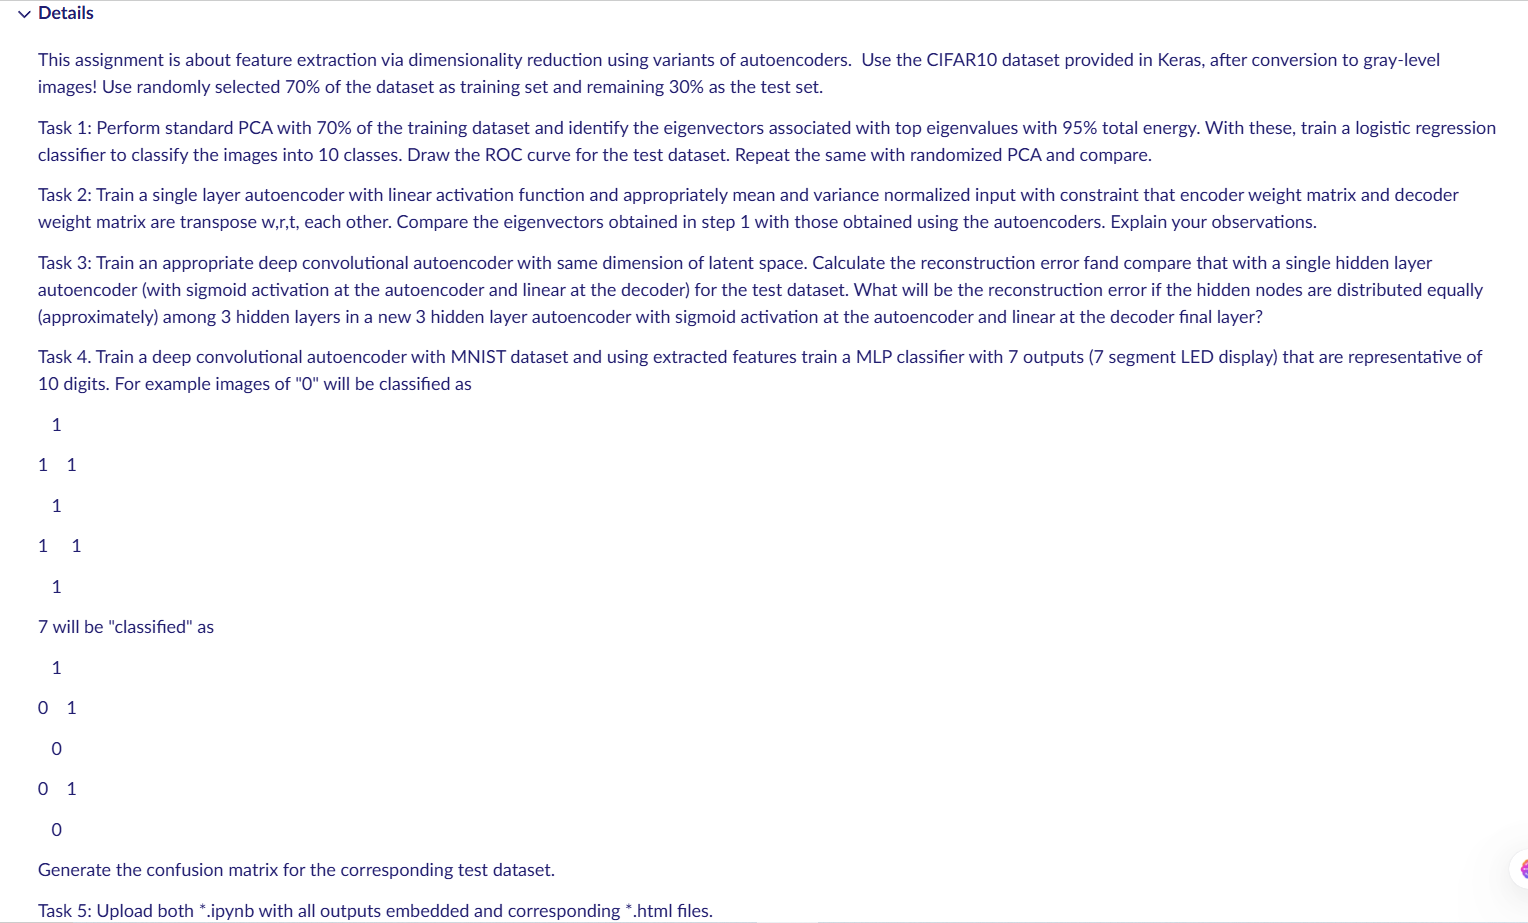 Details
This assignment is about feature extraction via dimensionality reduction using variants of autoencoders.  Use the CIFAR10 dataset provided in Keras, after conversion to gray-level
images! Use randomly selected 70% of the dataset as training set and remaining 30% as the test set.
Task 1: Perform standard PCA with 70% of the training dataset and identify the eigenvectors associated with top eigenvalues with 95% total energy. With these, train a logistic regression
classifier to classify the images into 10 classes. Draw the ROC curve for the test dataset. Repeat the same with randomized PCA and compare.
Task 2: Train a single layer autoencoder with linear activation function and appropriately mean and variance normalized input with constraint that encoder weight matrix and decoder
weight matrix are transpose w,r,t, each other. Compare the eigenvectors obtained in step 1 with those obtained using the autoencoders. Explain your observations.
Task 3: Train an appropriate deep convolutional autoencoder with same dimension of latent space. Calculate the reconstruction error fand compare that with a single hidden layer
autoencoder (with sigmoid activation at the autoencoder and linear at the decoder) for the test dataset. What will be the reconstruction error if the hidden nodes are distributed equally
(approximately) among 3 hidden layers in a new 3 hidden layer autoencoder with sigmoid activation at the autoencoder and linear at the decoder final layer?
Task 4. Train a deep convolutional autoencoder with MNIST dataset and using extracted features train a MLP classifier with 7 outputs (7 segment LED display) that are representative of
10 digits. For example images of "0" will be classified as
1
1 1
1
1 1
1
7 will be "classified" as
1
0 1
0
0 1
0
Generate the confusion matrix for the corresponding test dataset.
Task 5: Upload both *.ipynb with all outputs embedded and corresponding *.html files.